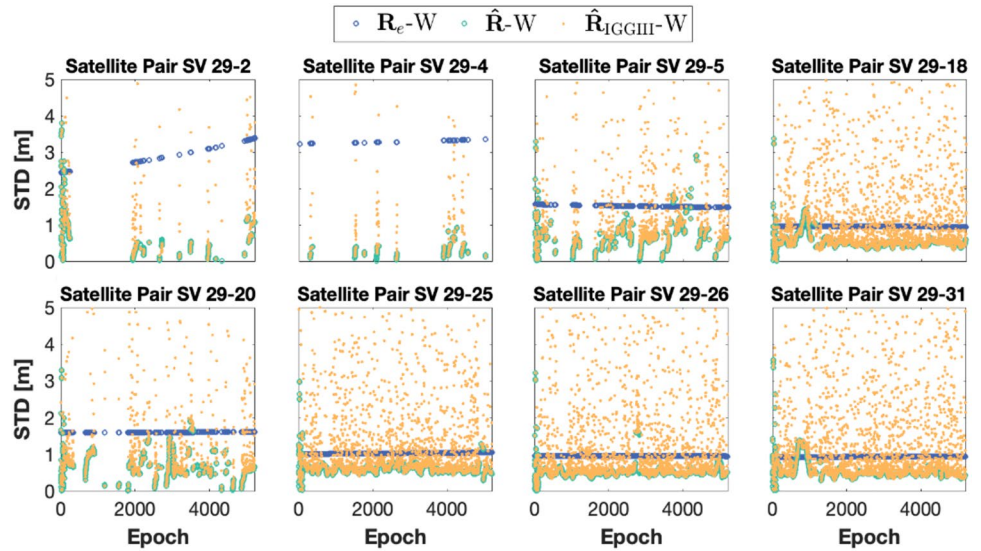 R_e-W R̂-W R̂_IGGIII-W
Satellite Pair SV 29-2 Satellite Pair SV 29-4 Satellite Pair SV 29-5 Satellite Pair SV 29-18
STD [m]
5
4
3
2
1
0
Satellite Pair SV 29-20 Satellite Pair SV 29-25 Satellite Pair SV 29-26 Satellite Pair SV 29-31
STD [m]
5
4
3
2
1
0
0 2000 4000 0 2000 4000 0 2000 4000 0 2000 4000
Epoch Epoch Epoch Epoch